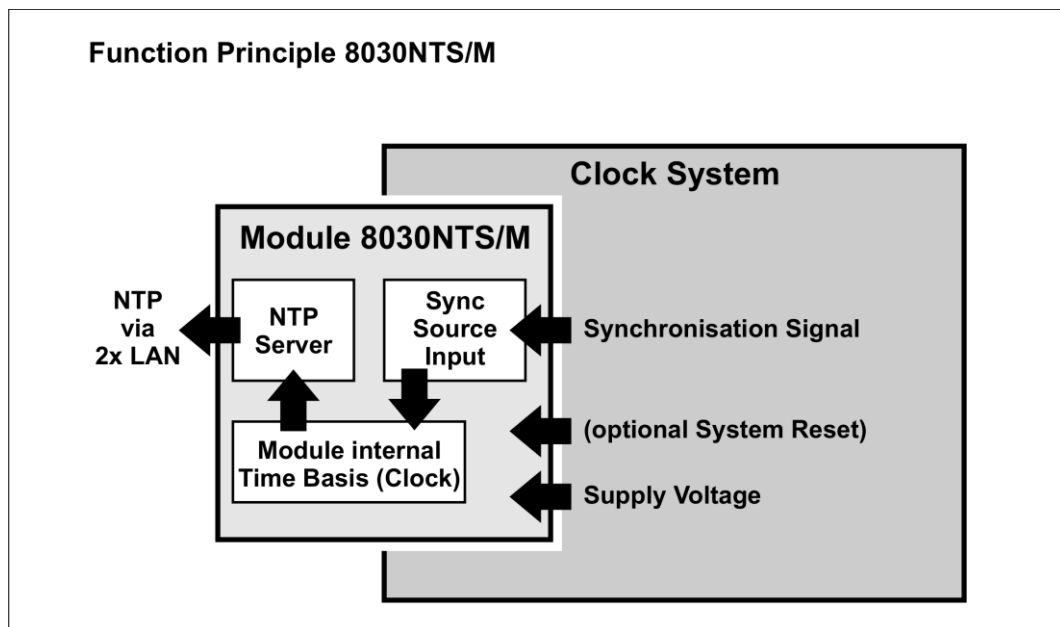 Function Principle 8030NTS/M
Clock System
Module 8030NTS/M
NTP
via
2x LAN
NTP
Server
Sync
Source
Input
Synchronisation Signal
Module internal
Time Basis (Clock)
(optional System Reset)
Supply Voltage